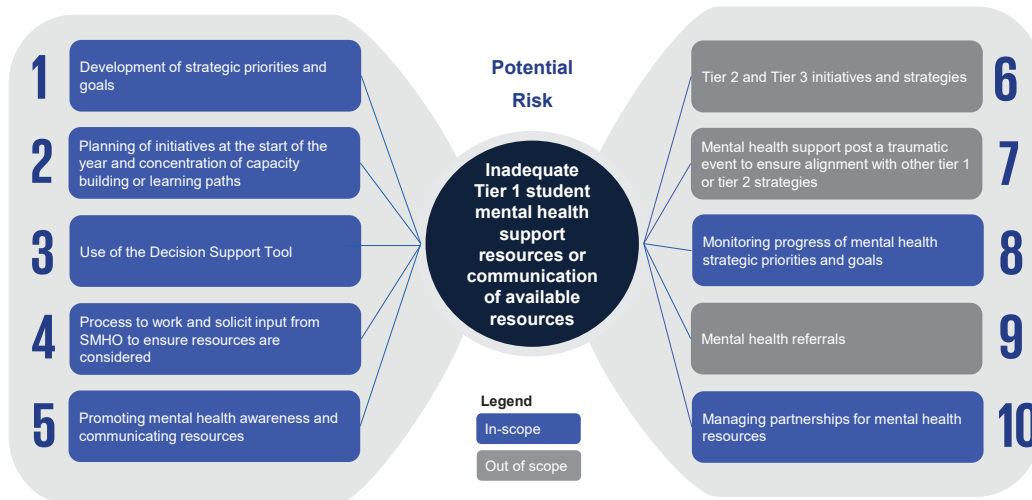 1
Development of strategic priorities and
goals
2
Planning of initiatives at the start of the
year and concentration of capacity
building or learning paths
3
Use of the Decision Support Tool
4
Process to work and solicit input from
SMHO to ensure resources are
considered
5
Promoting mental health awareness and
communicating resources
Potential
Risk
Inadequate
Tier 1 student
mental health
support
resources or
communication
of available
resources
Legend
In-scope
Out of scope
Tier 2 and Tier 3 initiatives and strategies
6
Mental health support post a traumatic
event to ensure alignment with other tier 1
or tier 2 strategies
7
Monitoring progress of mental health
strategic priorities and goals
8
Mental health referrals
9
Managing partnerships for mental health
resources
10